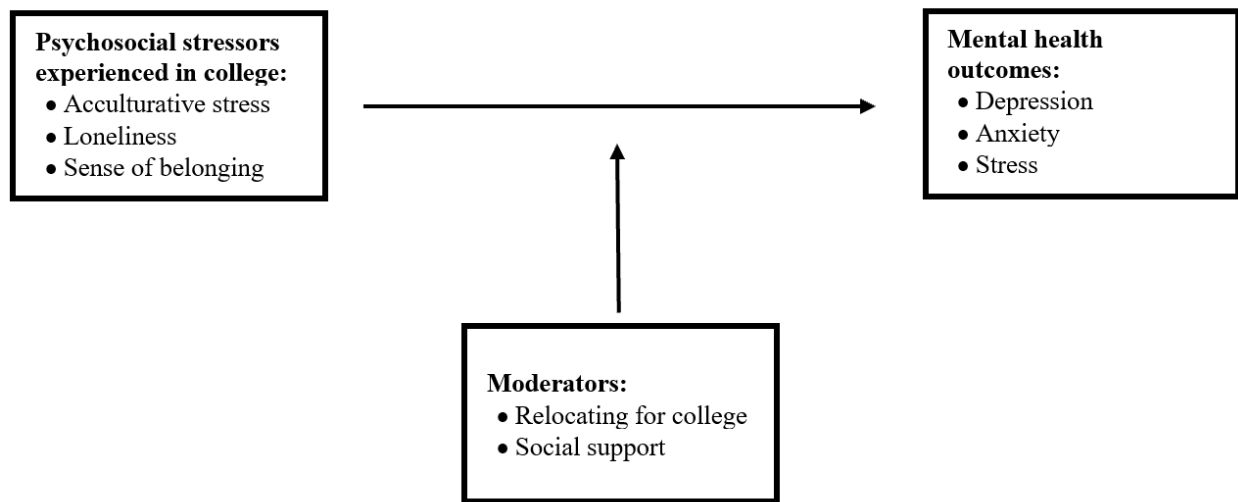 Psychosocial stressors
experienced in college:
• Acculturative stress
• Loneliness
• Sense of belonging
Mental health
outcomes:
• Depression
• Anxiety
• Stress
Moderators:
• Relocating for college
• Social support